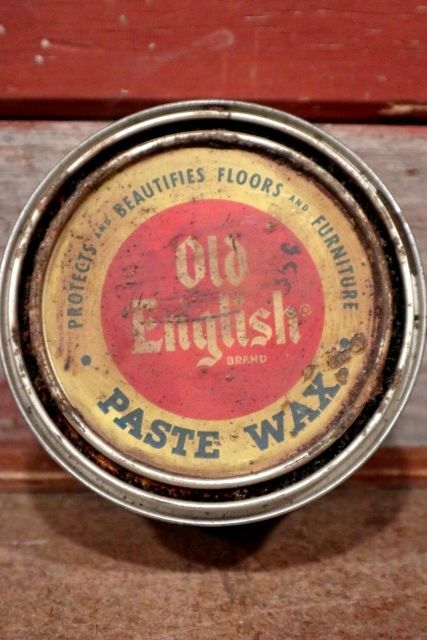 PROTECTS AND BEAUTIFIES FLOORS AND FURNITURE
Old
English®
BRAND
• PASTE WAX •